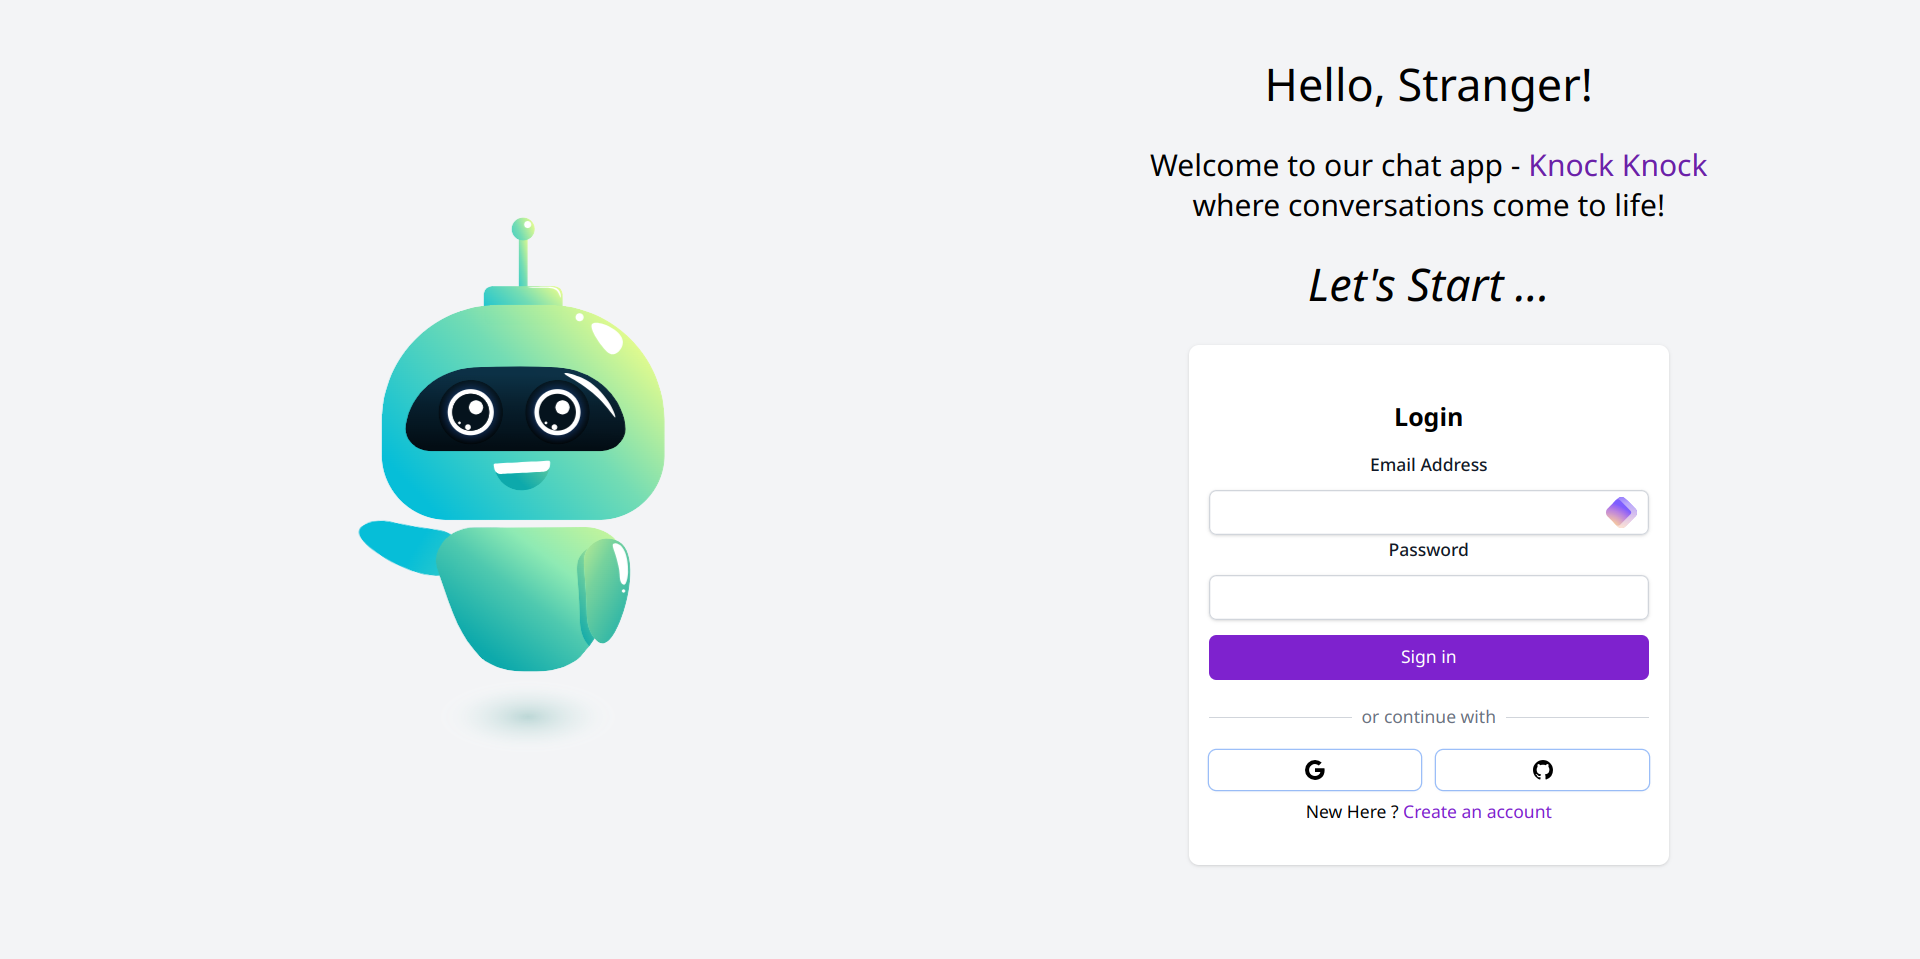 Hello, Stranger!
Welcome to our chat app - Knock Knock
where conversations come to life!
Let's Start ...
Login
Email Address
Password
Sign in
or continue with
New Here ? Create an account